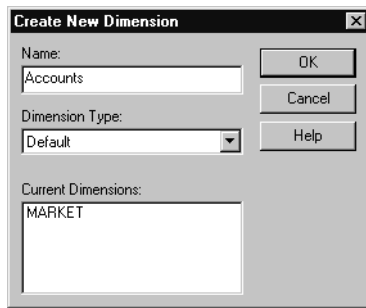 Create New Dimension
Name:
Accounts
OK
Cancel
Dimension Type:
Default
Help
Current Dimensions:
MARKET